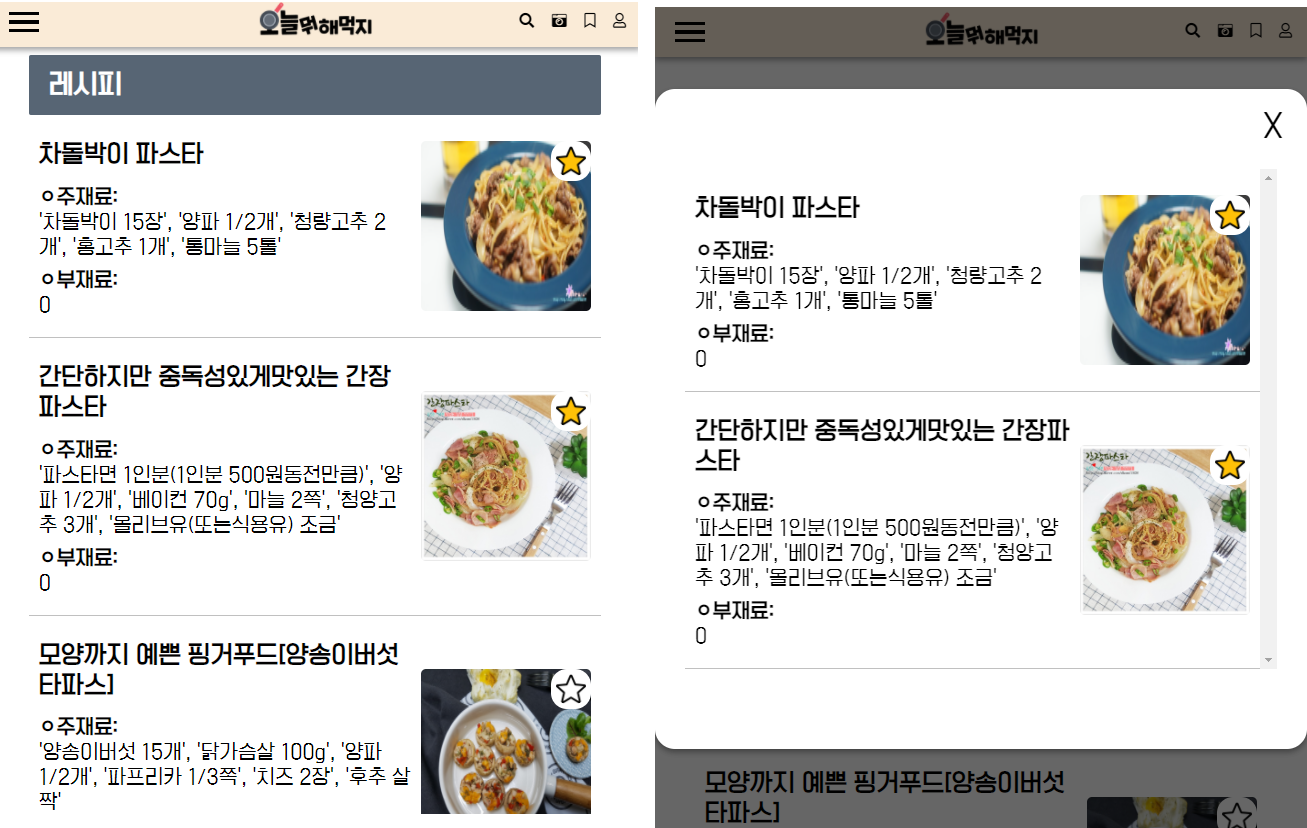 오늘뭐해먹지
레시피
차돌박이 파스타
ㅇ주재료:
'차돌박이 15장', '양파 1/2개', '청량고추 2
개', '홍고추 1개', '통마늘 5톨'
ㅇ부재료:
0
간단하지만 중독성있게맛있는 간장
파스타
ㅇ주재료:
'파스타면 1인분(1인분 500원동전만큼)', '양
파 1/2개', '베이컨 70g', '마늘 2쪽', '청양고
추 3개', '올리브유(또는식용유) 조금'
ㅇ부재료:
0
간장파스타
모양까지 예쁜 핑거푸드[양송이버섯
타파스]
ㅇ주재료:
'양송이버섯 15개', '닭가슴살 100g', '양파
1/2개', '파프리카 1/3쪽', '치즈 2장', '후추 살
짝'
오늘뭐해먹지
X
차돌박이 파스타
ㅇ주재료:
'차돌박이 15장', '양파 1/2개', '청량고추 2
개', '홍고추 1개', '통마늘 5톨'
ㅇ부재료:
0
간단하지만 중독성있게맛있는 간장파
스타
ㅇ주재료:
'파스타면 1인분(1인분 500원동전만큼)', '양
파 1/2개', '베이컨 70g', '마늘 2쪽', '청양고
추 3개', '올리브유(또는식용유) 조금'
ㅇ부재료:
0
간장파스타
모양까지 예쁜 핑거푸드[양송이버섯
타파스]